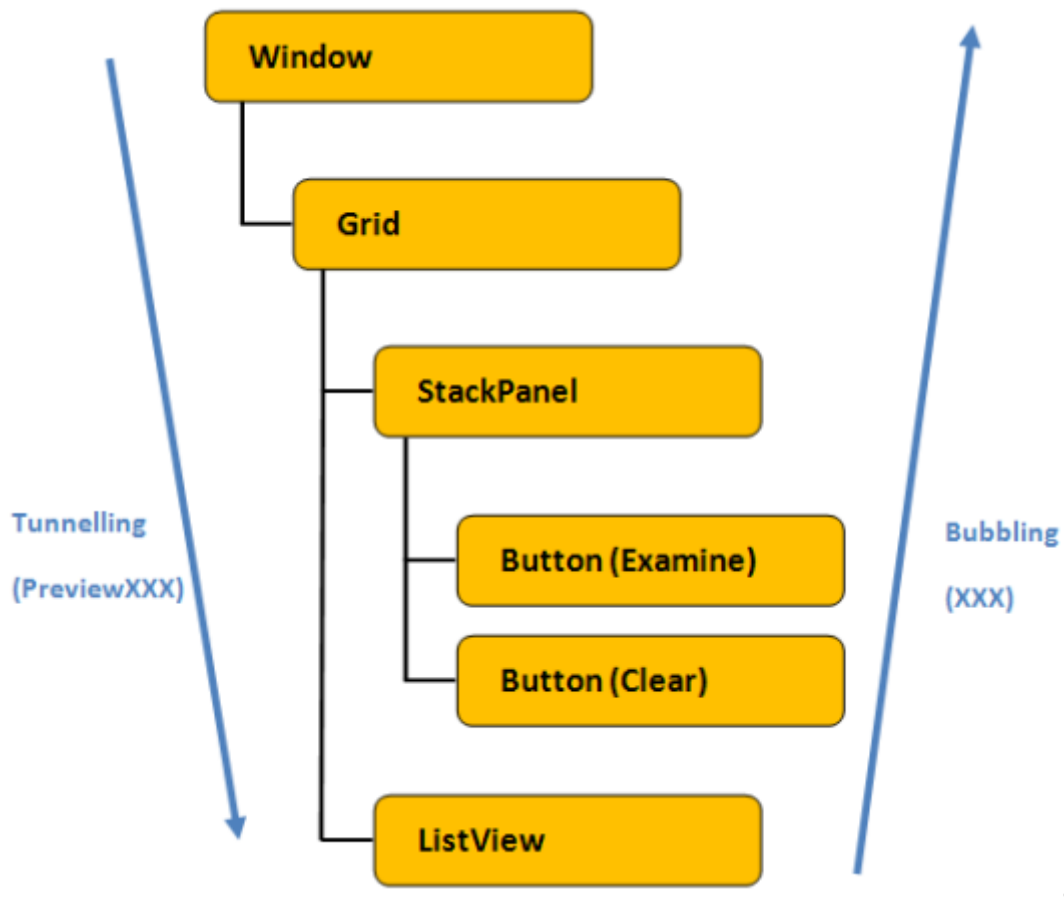 Window
Grid
StackPanel
Tunnelling
(PreviewXXX)
Button (Examine)
Bubbling
(XXX)
Button (Clear)
ListView